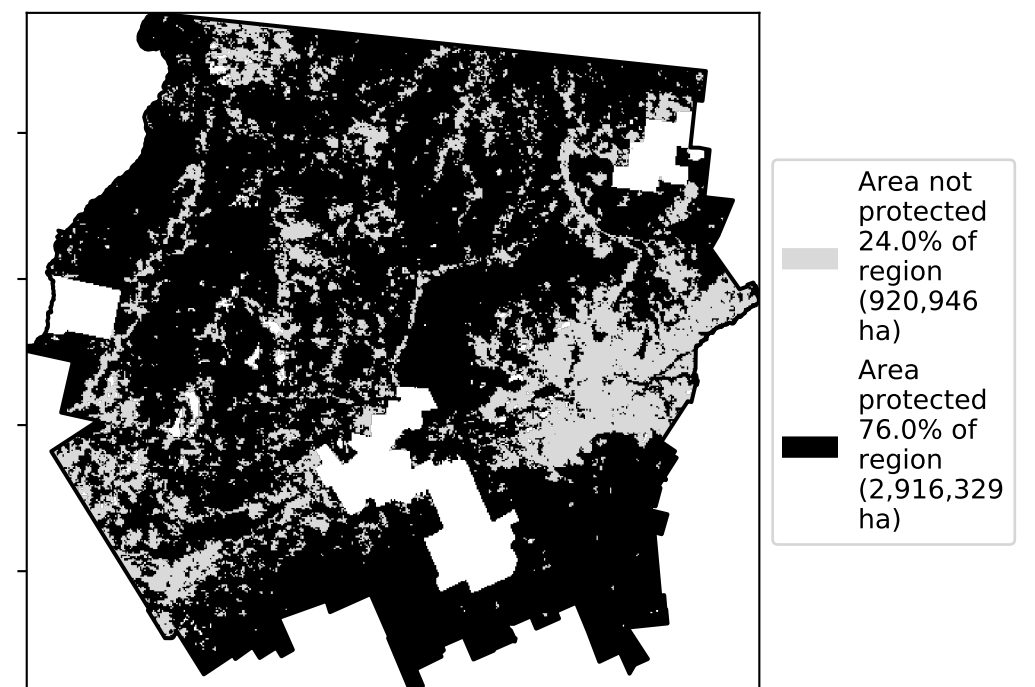 Area not
protected
24.0% of
region
(920,946
ha)
Area
protected
76.0% of
region
(2,916,329
ha)